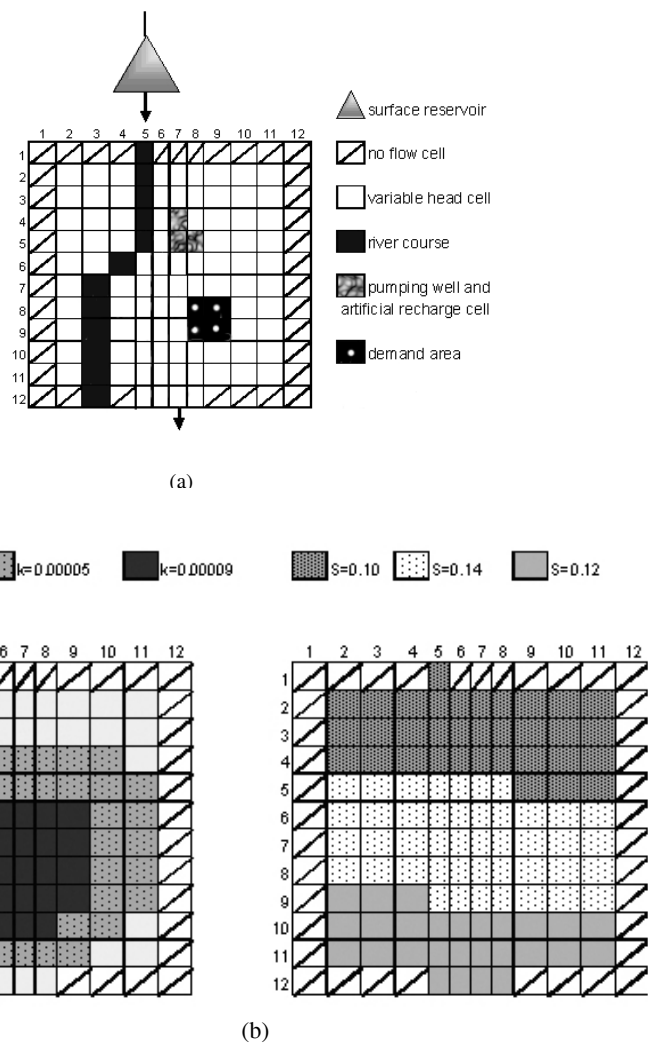 surface reservoir
1 2 3 4 5 6 7 8 9 10 11 12
1
2
3
4
5
6
7
8
9
10
11
12
no flow cell
variable head cell
river course
pumping well and
artificial recharge cell
demand area
(a)
k=0.00005 k=0.00009 S=0.10 S=0.14 S=0.12
6 7 8 9 10 11 12
1 2 3 4 5 6 7 8 9 10 11 12
1
2
3
4
5
6
7
8
9
10
11
12
(b)